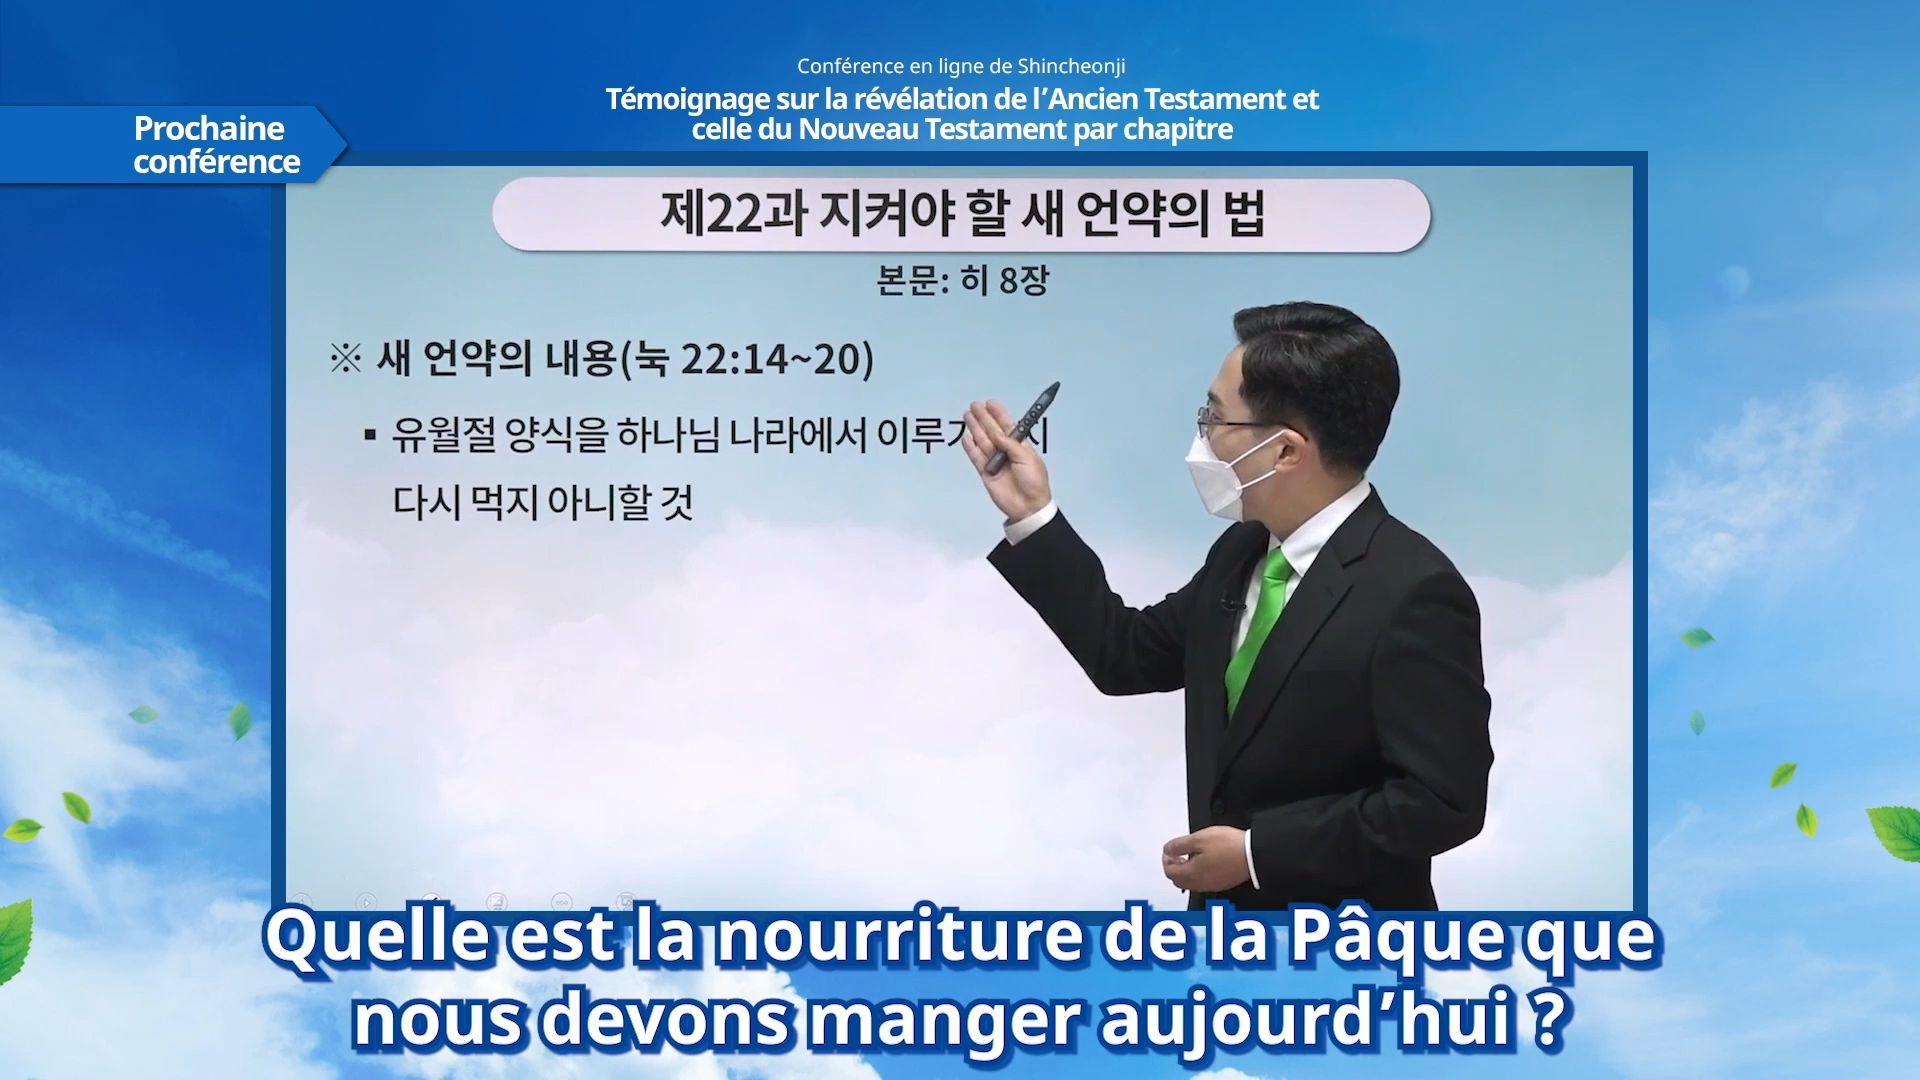 Conférence en ligne de Shincheonji
Témoignage sur la révélation de l’Ancien Testament et
celle du Nouveau Testament par chapitre
Prochaine
conférence
제22과 지켜야 할 새 언약의 법
본문: 히 8장
※ 새 언약의 내용(눅 22:14~20)
▪ 유월절 양식을 하나님 나라에서
다시 먹지 아니할 것
Quelle est la nourriture de la Pâque que
nous devons manger aujourd’hui ?